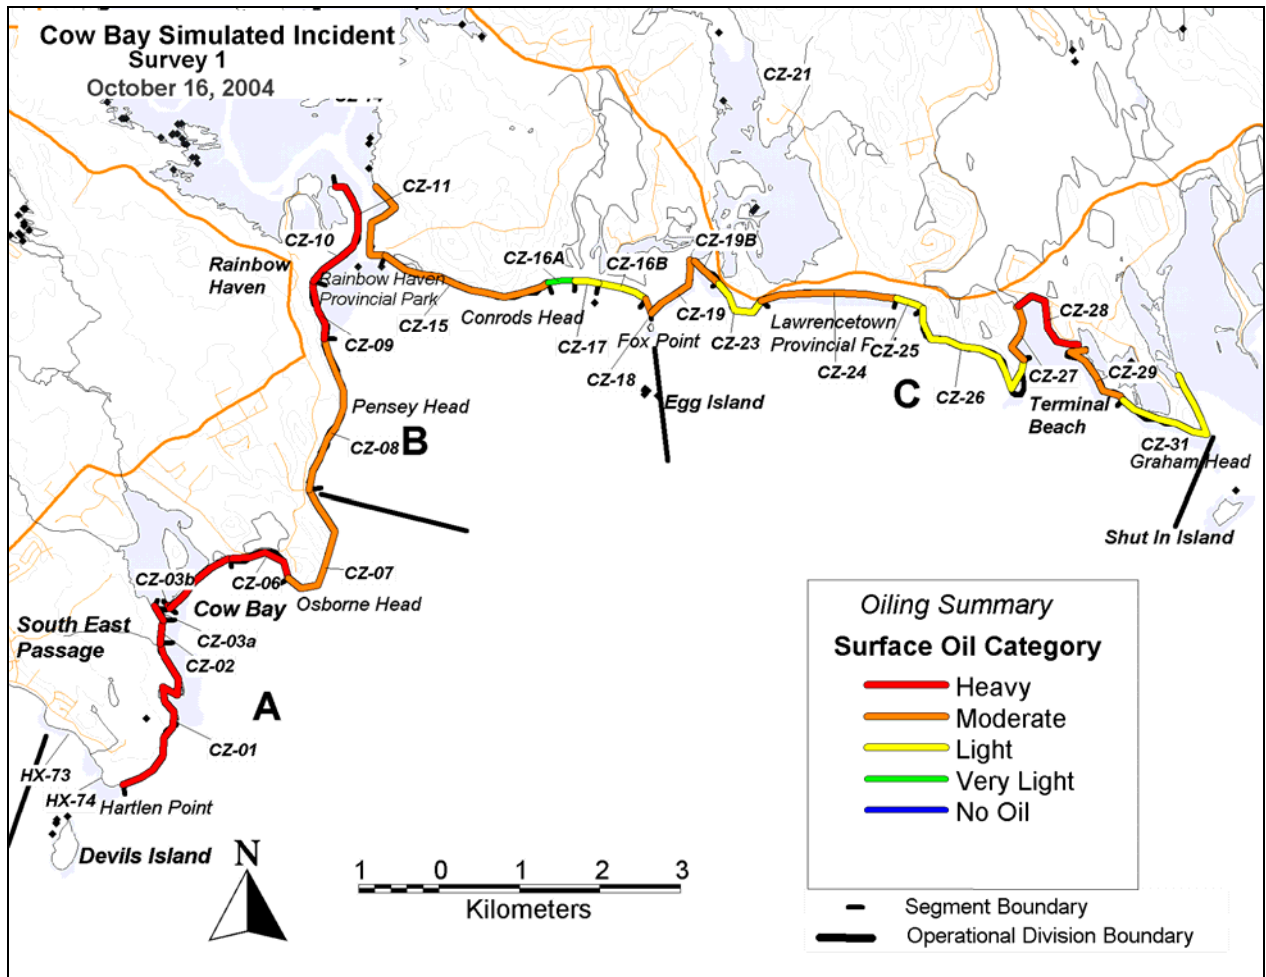 Cow Bay Simulated Incident
Survey 1
October 16, 2004
CZ-21
CZ-11
CZ-10
CZ-19B
Rainbow
Haven
CZ-16A
CZ-16B
Rainbow Haven
Provincial Park
CZ-15
Conrods Head
CZ-19
CZ-28
CZ-09
CZ-17
Fox Point
CZ-23
Lawrencetown
Provincial P
CZ-25
CZ-24
CZ-18
CZ-27
CZ-29
Pensey Head
Egg Island
C
CZ-26
Terminal
Beach
B
CZ-08
CZ-31
Graham Head
Shut In Island
CZ-07
CZ-03b
CZ-06
Cow Bay
Osborne Head
South East
Passage
CZ-03a
CZ-02
A
CZ-01
HX-73
HX-74
Hartlen Point
Devils Island
N
1 0 1 2 3
Kilometers
Oiling Summary
Surface Oil Category
Heavy
Moderate
Light
Very Light
No Oil
Segment Boundary
Operational Division Boundary